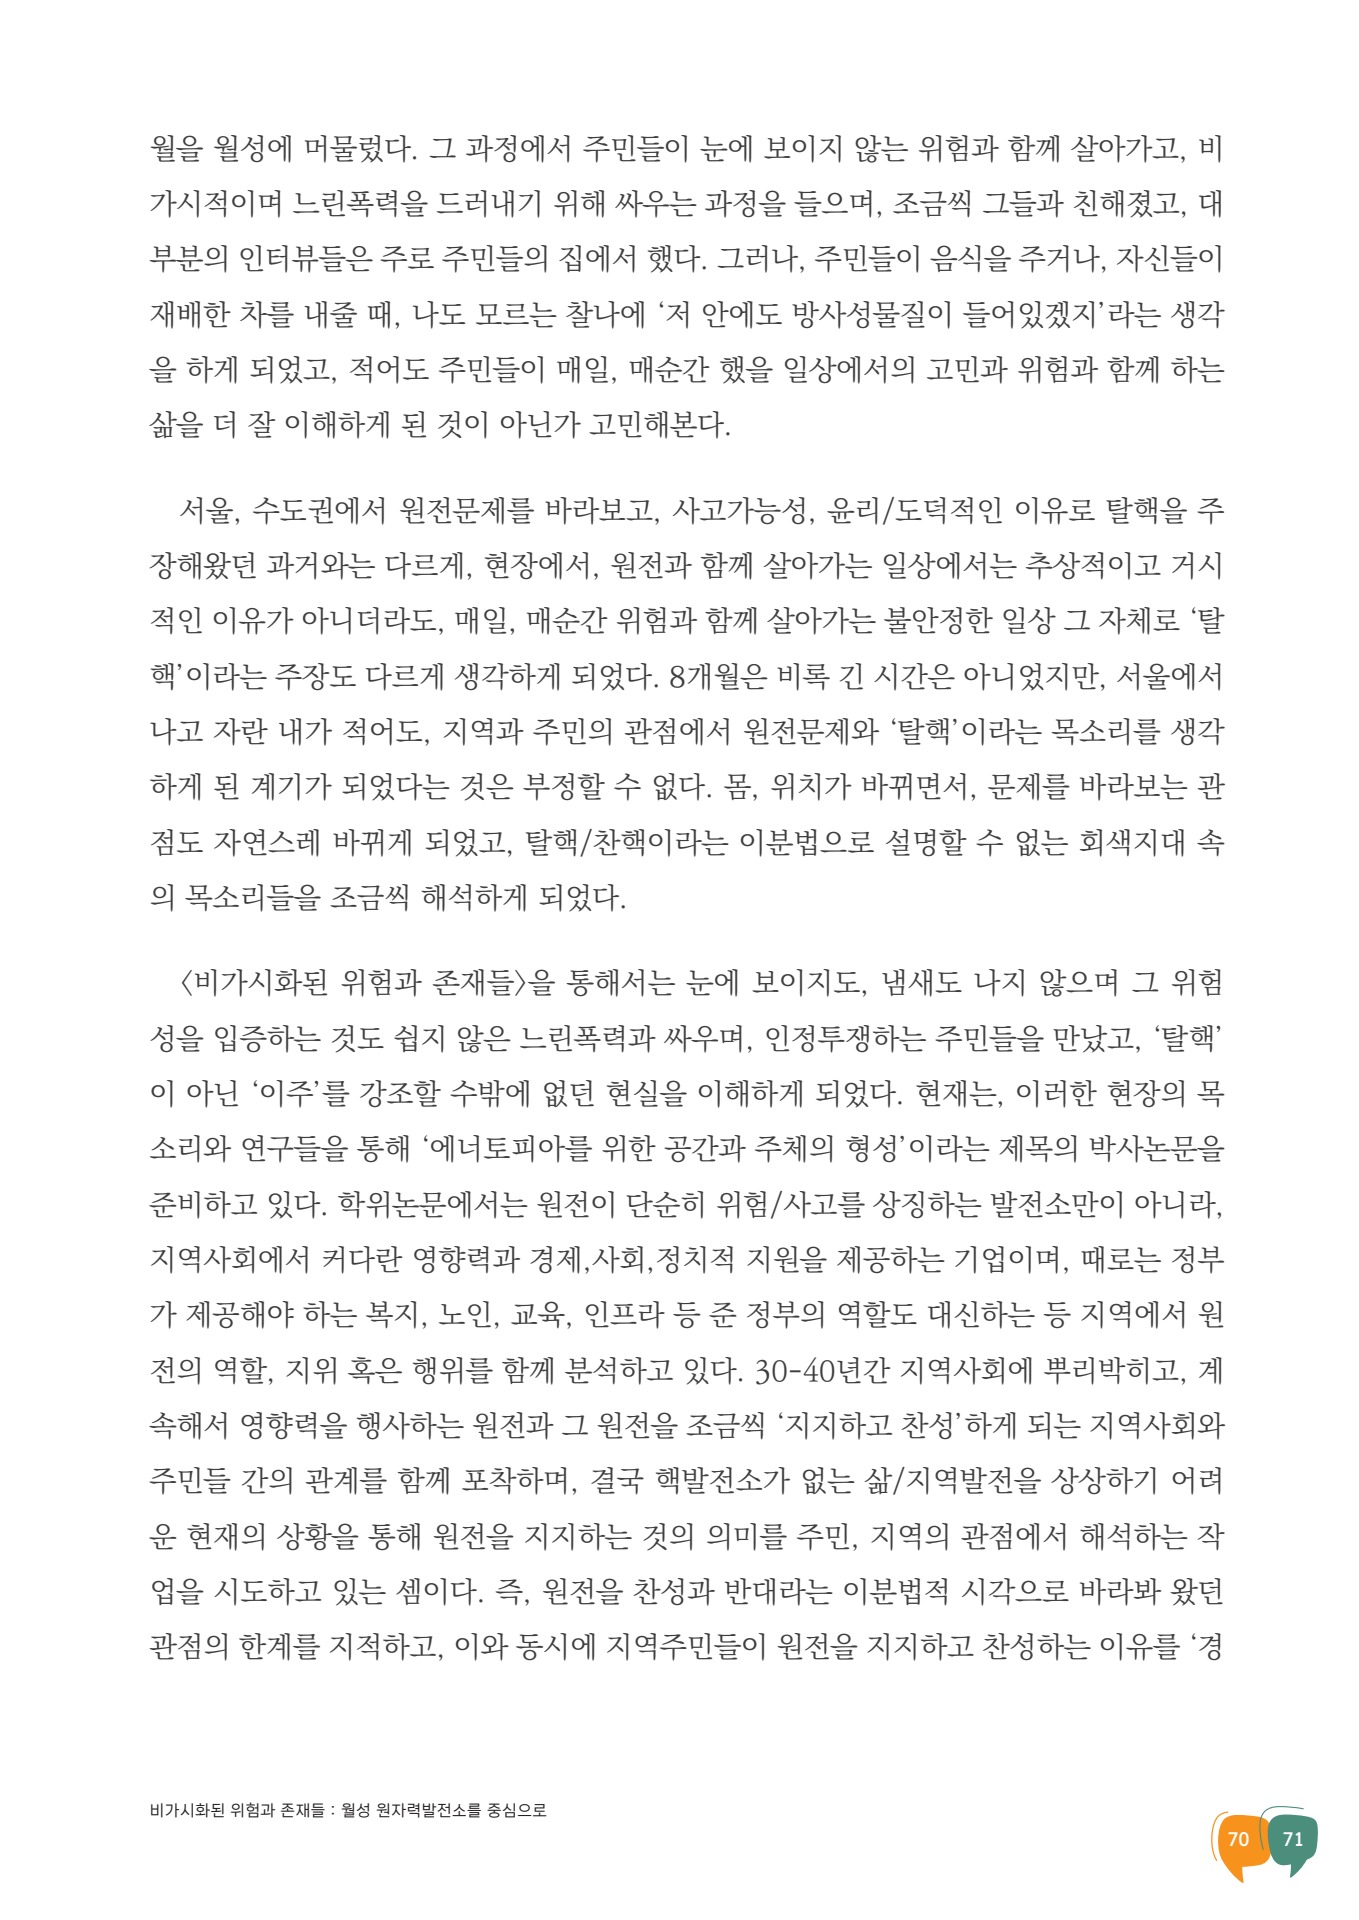 월을 월성에 머물렀다. 그 과정에서 주민들이 눈에 보이지 않는 위험과 함께 살아가고, 비
가시적이며 느린폭력을 드러내기 위해 싸우는 과정을 들으며, 조금씩 그들과 친해졌고, 대
부분의 인터뷰들은 주로 주민들의 집에서 했다. 그러나, 주민들이 음식을 주거나, 자신들이
재배한 차를 내줄 때, 나도 모르는 찰나에 ‘저 안에도 방사성물질이 들어있겠지’라는 생각
을 하게 되었고, 적어도 주민들이 매일, 매순간 했을 일상에서의 고민과 위험과 함께 하는
삶을 더 잘 이해하게 된 것이 아닌가 고민해본다.
서울, 수도권에서 원전문제를 바라보고, 사고가능성, 윤리/도덕적인 이유로 탈핵을 주
장해왔던 과거와는 다르게, 현장에서, 원전과 함께 살아가는 일상에서는 추상적이고 거시
적인 이유가 아니더라도, 매일, 매순간 위험과 함께 살아가는 불안정한 일상 그 자체로 ‘탈
핵’이라는 주장도 다르게 생각하게 되었다. 8개월은 비록 긴 시간은 아니었지만, 서울에서
나고 자란 내가 적어도, 지역과 주민의 관점에서 원전문제와 ‘탈핵’이라는 목소리를 생각
하게 된 계기가 되었다는 것은 부정할 수 없다. 몸, 위치가 바뀌면서, 문제를 바라보는 관
점도 자연스레 바뀌게 되었고, 탈핵/찬핵이라는 이분법으로 설명할 수 없는 회색지대 속
의 목소리들을 조금씩 해석하게 되었다.
〈비가시화된 위험과 존재들〉을 통해서는 눈에 보이지도, 냄새도 나지 않으며 그 위험
성을 입증하는 것도 쉽지 않은 느린폭력과 싸우며, 인정투쟁하는 주민들을 만났고, ‘탈핵’
이 아닌 ‘이주’를 강조할 수밖에 없던 현실을 이해하게 되었다. 현재는, 이러한 현장의 목
소리와 연구들을 통해 ‘에너토피아를 위한 공간과 주체의 형성’이라는 제목의 박사논문을
준비하고 있다. 학위논문에서는 원전이 단순히 위험/사고를 상징하는 발전소만이 아니라,
지역사회에서 커다란 영향력과 경제,사회,정치적 지원을 제공하는 기업이며, 때로는 정부
가 제공해야 하는 복지, 노인, 교육, 인프라 등 준 정부의 역할도 대신하는 등 지역에서 원
전의 역할, 지위 혹은 행위를 함께 분석하고 있다. 30-40년간 지역사회에 뿌리박히고, 계
속해서 영향력을 행사하는 원전과 그 원전을 조금씩 ‘지지하고 찬성’하게 되는 지역사회와
주민들 간의 관계를 함께 포착하며, 결국 핵발전소가 없는 삶/지역발전을 상상하기 어려
운 현재의 상황을 통해 원전을 지지하는 것의 의미를 주민, 지역의 관점에서 해석하는 작
업을 시도하고 있는 셈이다. 즉, 원전을 찬성과 반대라는 이분법적 시각으로 바라봐 왔던
관점의 한계를 지적하고, 이와 동시에 지역주민들이 원전을 지지하고 찬성하는 이유를 ‘경
비가시화된 위험과 존재들 : 월성 원자력발전소를 중심으로
70 71